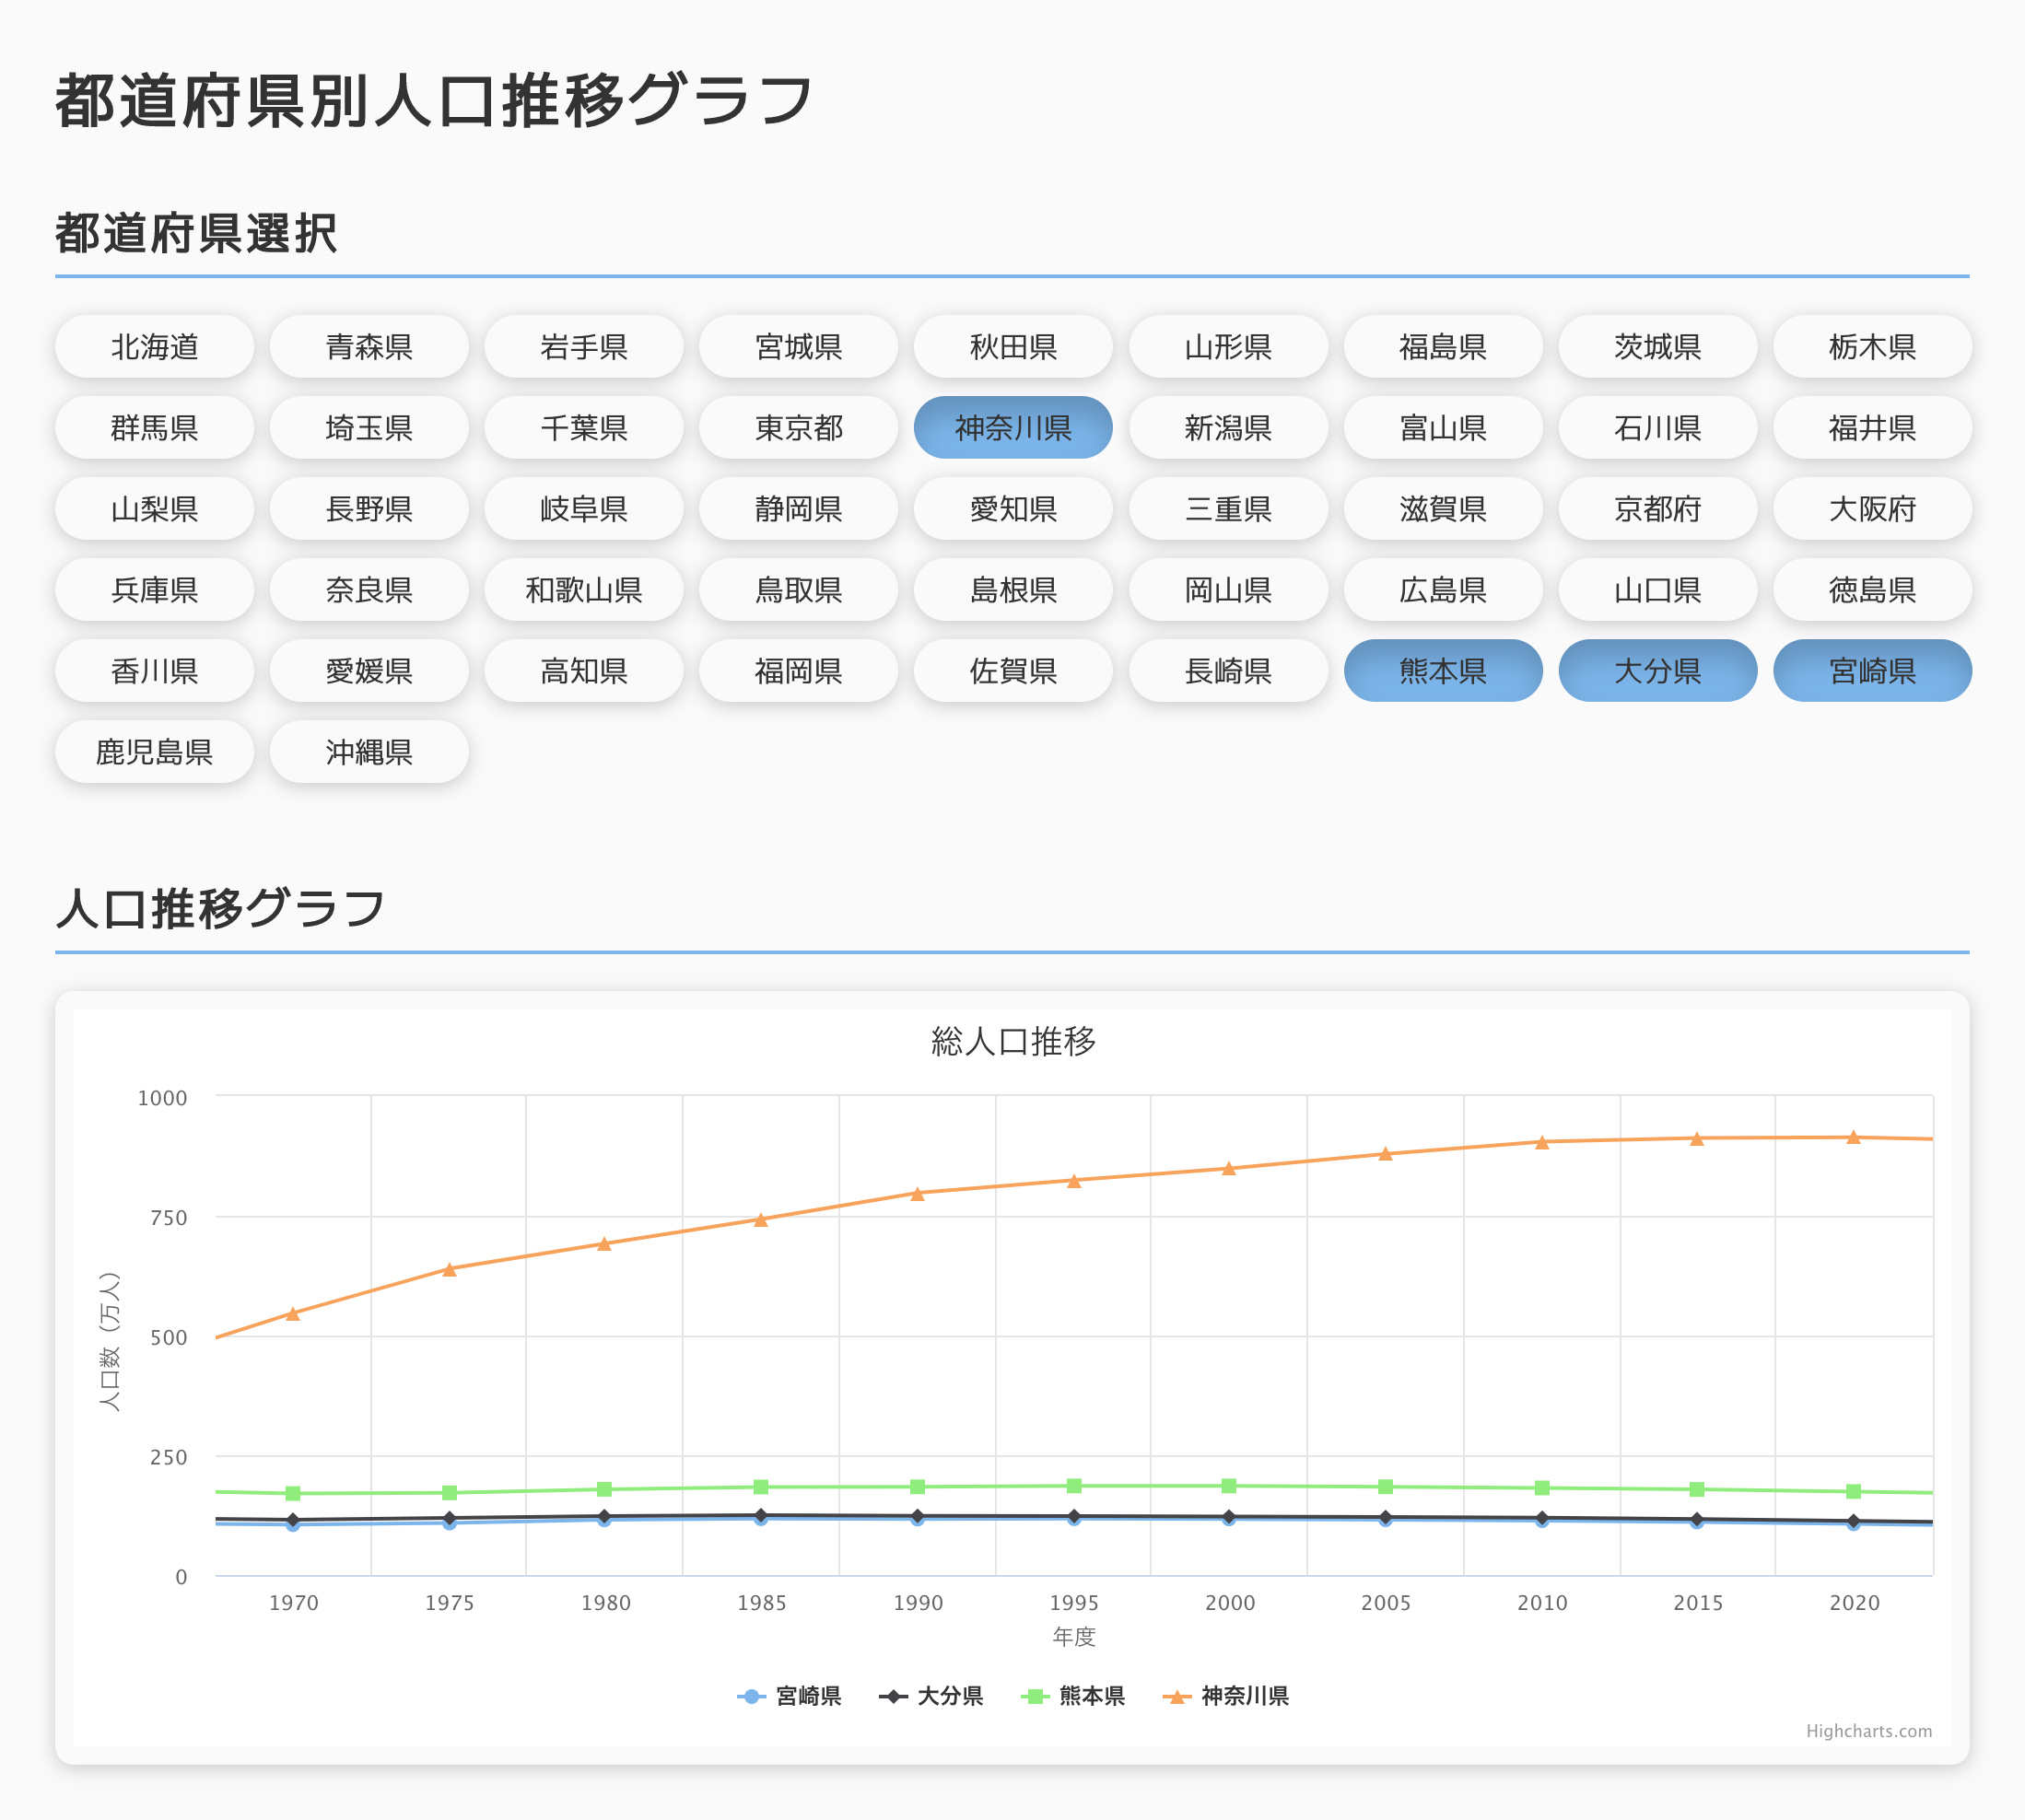 都道府県別人口推移グラフ
都道府県選択
北海道 青森県 岩手県 宮城県 秋田県 山形県 福島県 茨城県 栃木県
群馬県 埼玉県 千葉県 東京都 神奈川県 新潟県 富山県 石川県 福井県
山梨県 長野県 岐阜県 静岡県 愛知県 三重県 滋賀県 京都府 大阪府
兵庫県 奈良県 和歌山県 鳥取県 島根県 岡山県 広島県 山口県 徳島県
香川県 愛媛県 高知県 福岡県 佐賀県 長崎県 熊本県 大分県 宮崎県
鹿児島県 沖縄県
人口推移グラフ
総人口推移
人口数（万人）
1000
750
500
250
0
1970 1975 1980 1985 1990 1995 2000 2005 2010 2015 2020
年度
宮崎県 大分県 熊本県 神奈川県
Highcharts.com